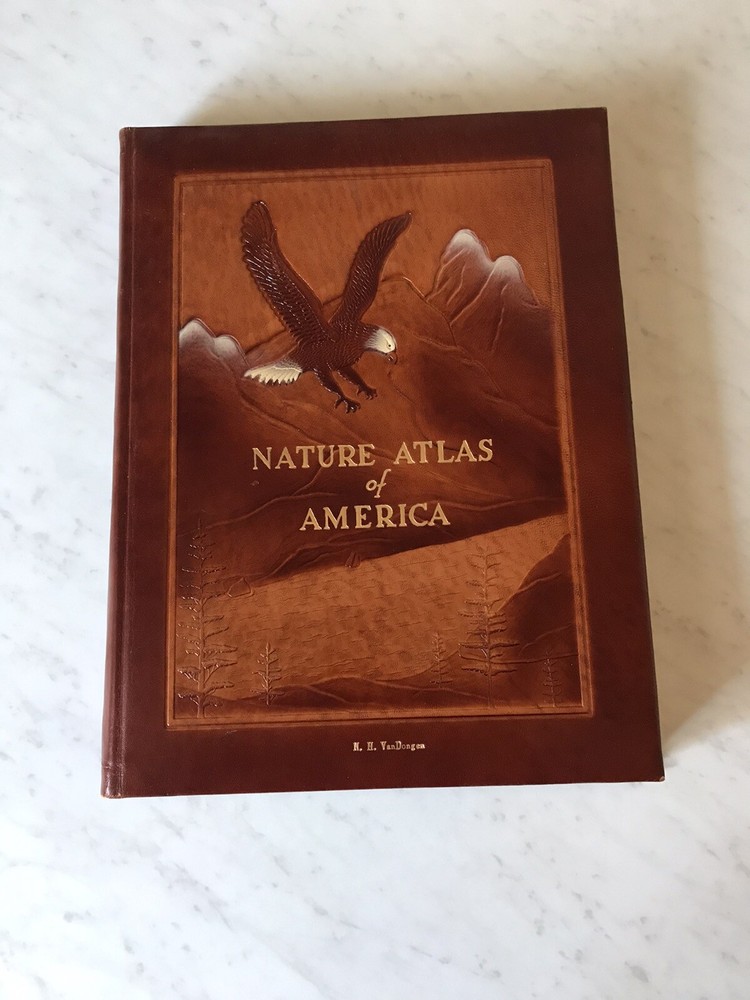 NATURE ATLAS
of
AMERICA
N. H. VanDongen